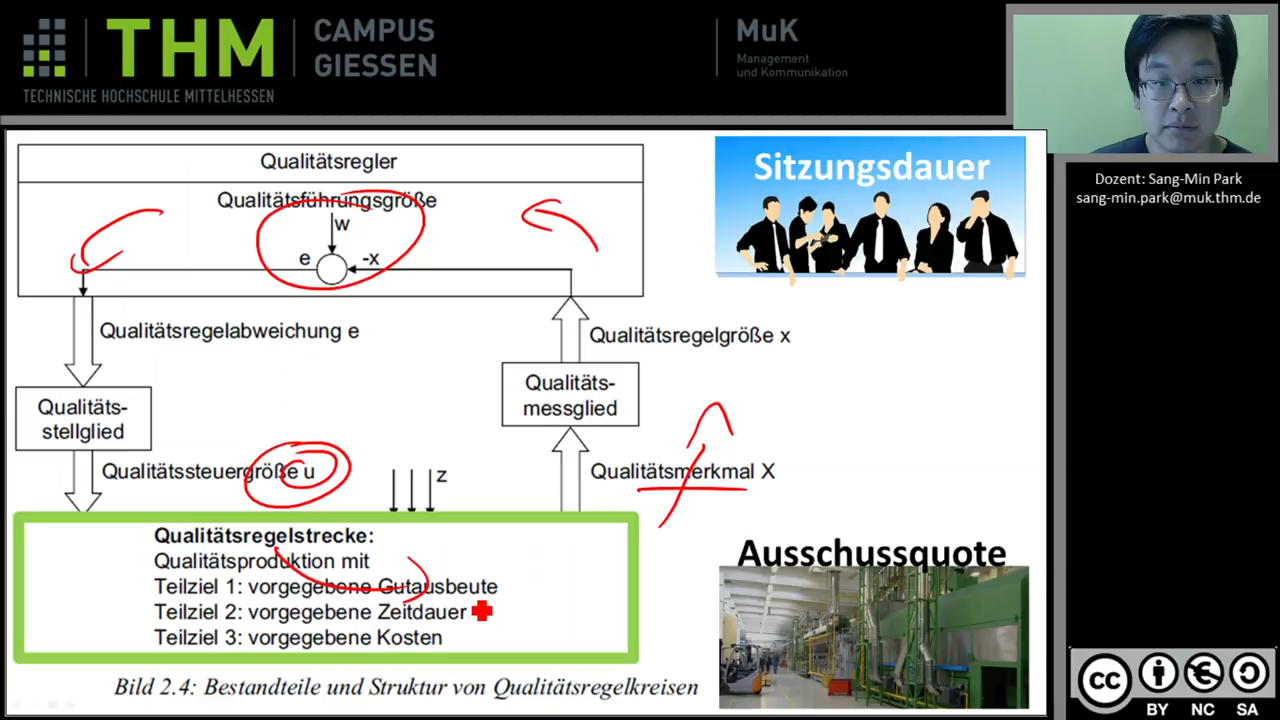 THM
CAMPUS
GIESSEN
TECHNISCHE HOCHSCHULE MITTELHESSEN
MuK
Management
und Kommunikation
Dozent: Sang-Min Park
sang-min.park@muk.thm.de
Qualitätsregler
Qualitätsführungsgröße
w
e
-x
Qualitätsregelabweichung e
Qualitätsregelgröße x
Qualitäts-
stellglied
Qualitäts-
messglied
Qualitätssteuergröße u
z
Qualitätsmerkmal X
Qualitätsregelstrecke:
Qualitätsproduktion mit
Teilziel 1: vorgegebene Gutausbeute
Teilziel 2: vorgegebene Zeitdauer
Teilziel 3: vorgegebene Kosten
Bild 2.4: Bestandteile und Struktur von Qualitätsregelkreisen
Sitzungsdauer
Ausschussquote
cc
BY NC SA